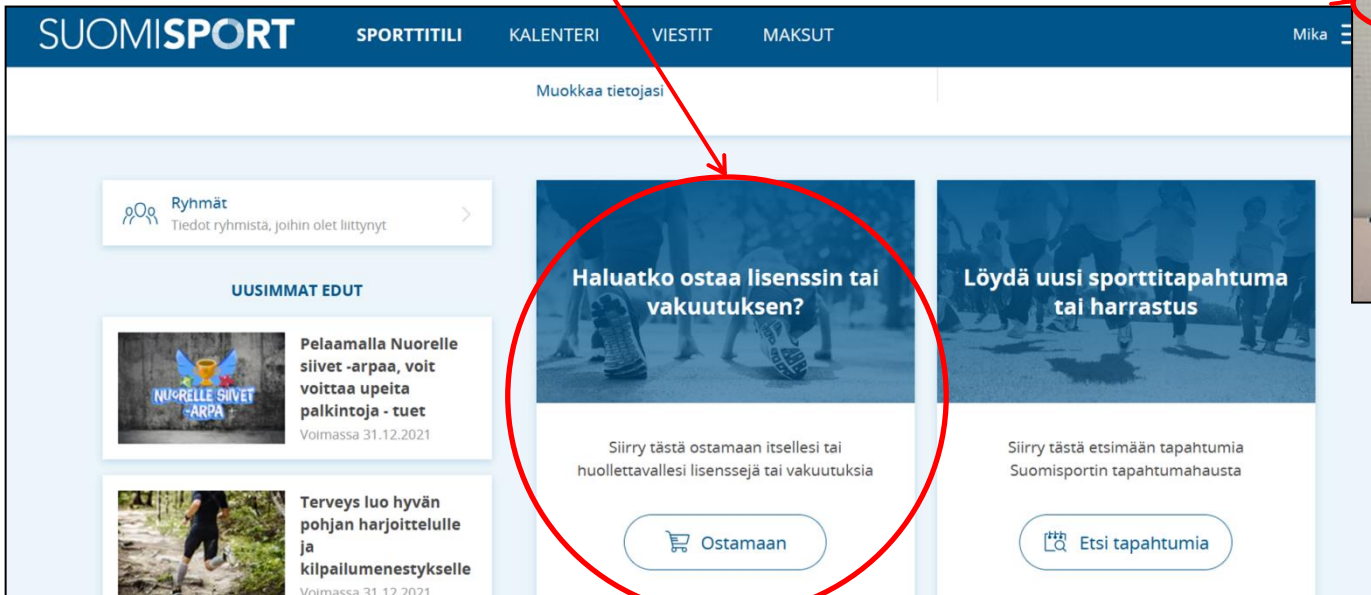 SUOMISPORT
SPORTTITILI
KALENTERI
VIESTIT
MAKSUT
Mika
Muokkaa tietojasi
Ryhmät
Tiedot ryhmistä, joihin olet liittynyt
UUSIMMAT EDUT
NUORELLE SIIVET
-ARPA
Pelaamalla Nuorelle
siivet -arpaa, voit
voittaa upeita
palkintoja - tuet
Voimassa 31.12.2021
Terveys luo hyvän
pohjan harjoittelulle
ja
kilpailumenestykselle
Voimassa 31.12.2021
Haluatko ostaa lisenssin tai
vakuutuksen?
Siirry tästä ostamaan itsellesi tai
huollettavallesi lisenssejä tai vakuutuksia
Ostamaan
Löydä uusi sporttitapahtuma
tai harrastus
Siirry tästä etsimään tapahtumia
Suomisportin tapahtumahausta
Etsi tapahtumia